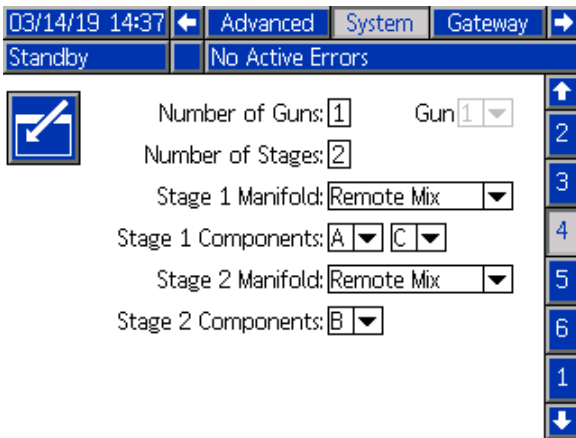 03/14/19 14:37 Advanced System Gateway
Standby No Active Errors
Number of Guns: 1 Gun 1
Number of Stages: 2
Stage 1 Manifold: Remote Mix
Stage 1 Components: A C
Stage 2 Manifold: Remote Mix
Stage 2 Components: B
2
3
4
5
6
1